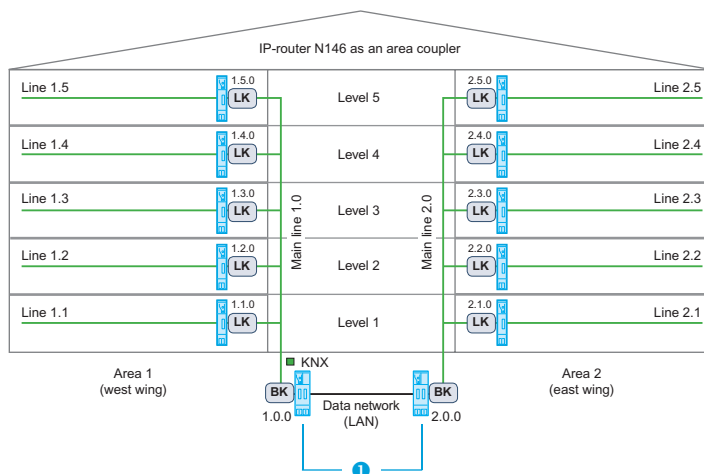 IP-router N146 as an area coupler
Line 1.5
1.5.0
LK
Level 5
2.5.0
LK
Line 2.5
Line 1.4
1.4.0
LK
Level 4
2.4.0
LK
Line 2.4
Line 1.3
1.3.0
LK
Main line 1.0
Level 3
Main line 2.0
2.3.0
LK
Line 2.3
Line 1.2
1.2.0
LK
Level 2
2.2.0
LK
Line 2.2
Line 1.1
1.1.0
LK
Level 1
2.1.0
LK
Line 2.1
Area 1
(west wing)
KNX
Area 2
(east wing)
BK
1.0.0
Data network
(LAN)
BK
2.0.0
1